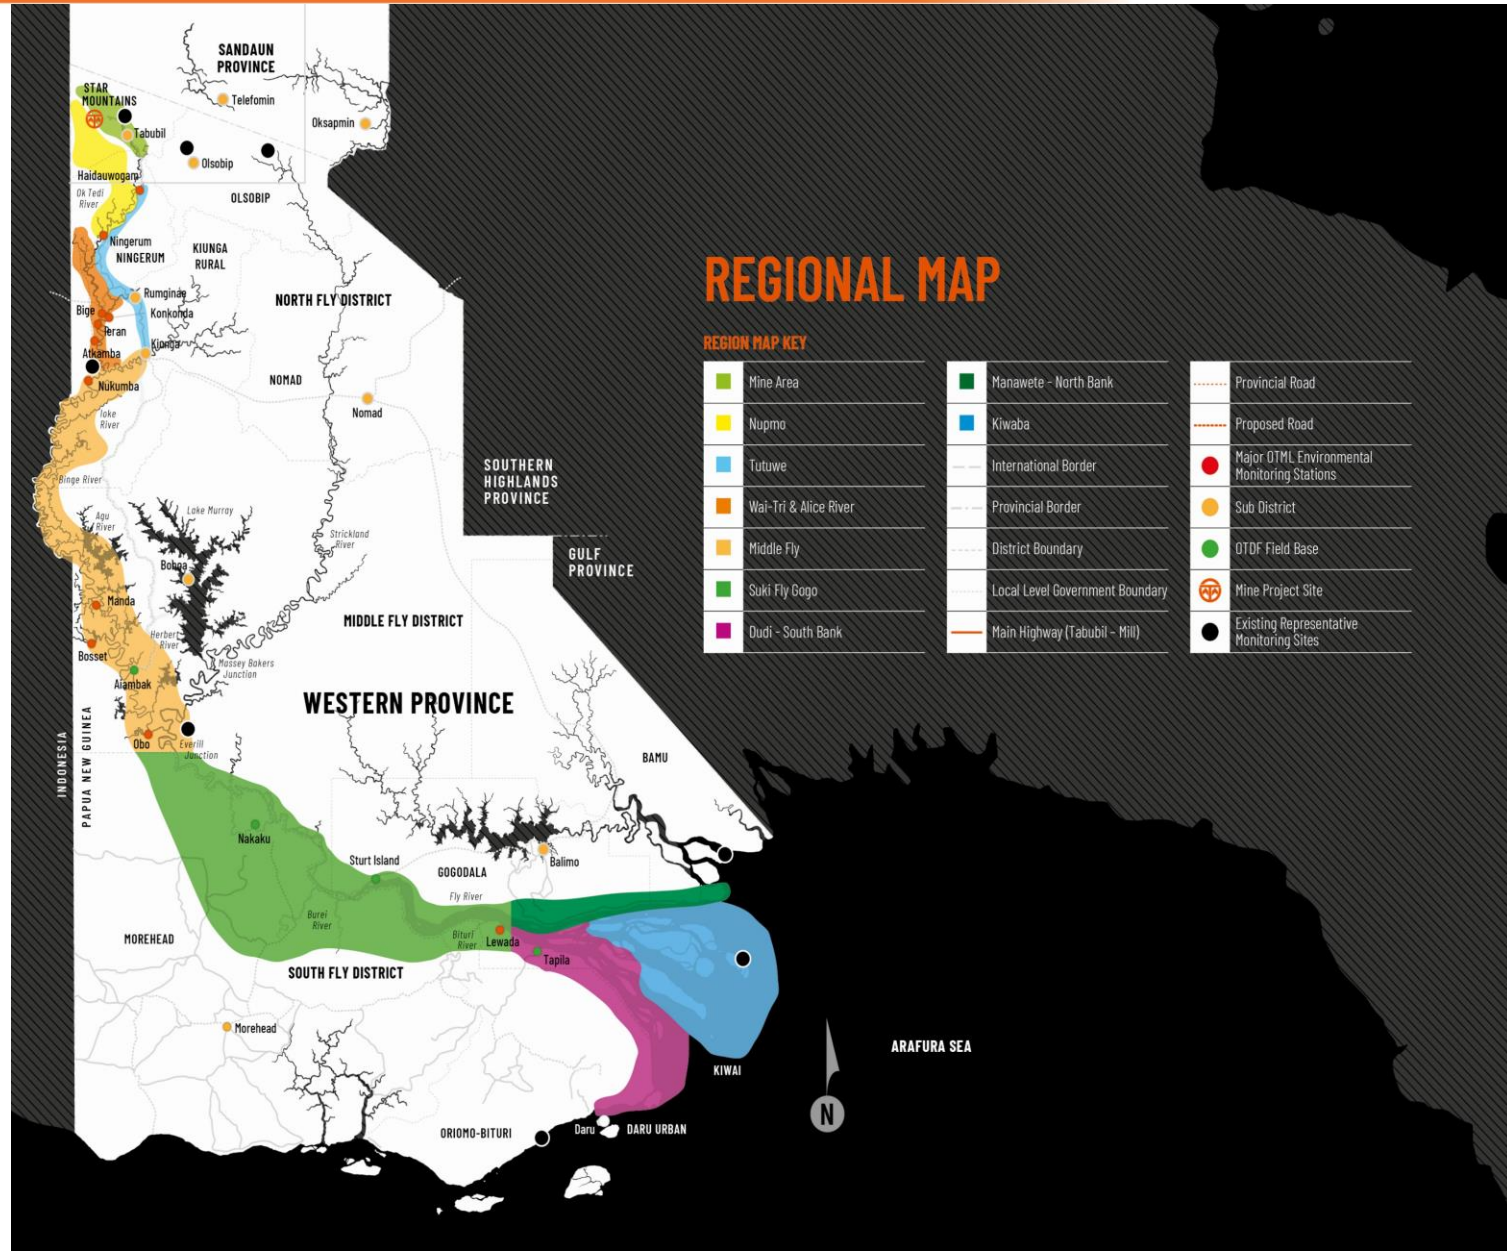 SANDAUN
PROVINCE
STAR
MOUNTAINS
Telefomin
Oksapmin
Tabubil
Olsobip
Haidauwogam
Ok Tedi
River
OLSOBIP
Ningerum
NINGERUM
KIUNGA
RURAL
Rumginae
NORTH FLY DISTRICT
Bige
Konkonda
Teran
Kiunga
Atkamba
Nukumba
NOMAD
Nomad
Binge River
SOUTHERN
HIGHLANDS
PROVINCE
Agu
River
Lake Murray
Strickland
River
GULF
PROVINCE
Boboa
Manda
MIDDLE FLY DISTRICT
Herbert
River
Bosset
Massey Bakers
Junction
Aiambak
WESTERN PROVINCE
INDONESIA
PAPUA NEW GUINEA
Obo
Everill
Junction
BAMU
Nakaku
Sturt Island
Balimo
GOGODALA
Fly River
Burei
River
Bituri
River
Lewada
MOREHEAD
Tapila
SOUTH FLY DISTRICT
Morehead
KIWAI
ARAFURA SEA
N
ORIOMO-BITURI
Daru
DARU URBAN
REGIONAL MAP
REGION MAP KEY
Mine Area
Nupmo
Tutuwe
Wai-Tri & Alice River
Middle Fly
Suki Fly Gogo
Dudi - South Bank
Manawete - North Bank
Kiwaba
International Border
Provincial Border
District Boundary
Local Level Government Boundary
Main Highway (Tabubil - Mill)
Provincial Road
Proposed Road
Major OTML Environmental
Monitoring Stations
Sub District
OTDF Field Base
Mine Project Site
Existing Representative
Monitoring Sites